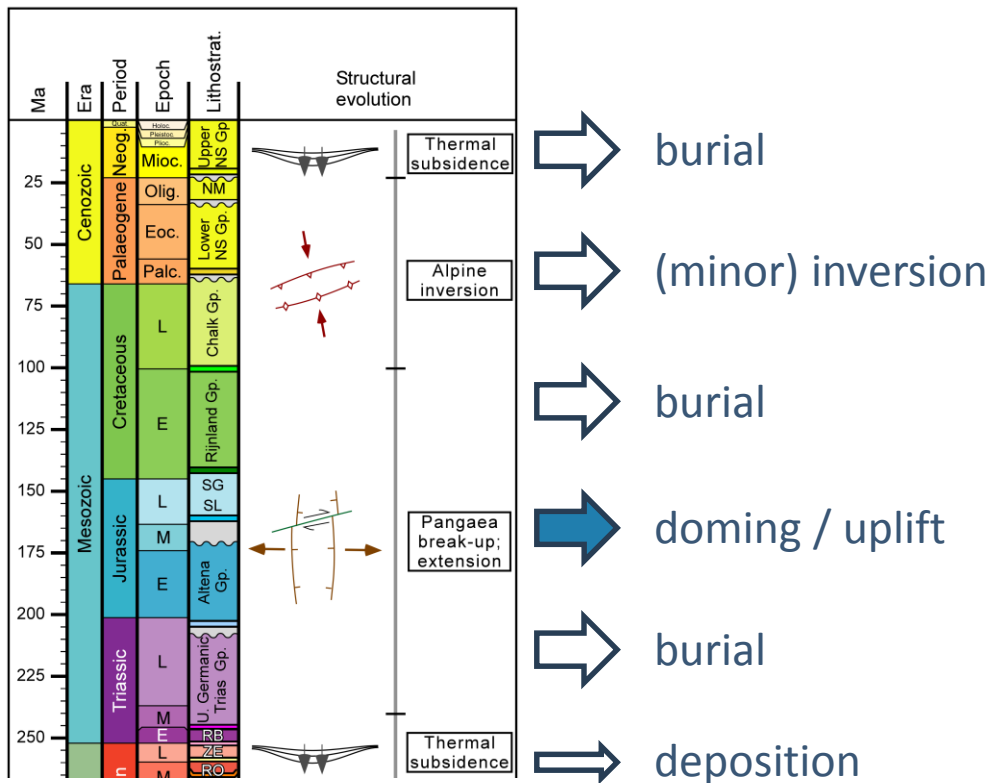 Ma
Era
Period
Epoch
Lithostrat.
Structural
evolution
25
50
75
100
125
150
175
200
225
250
Cenozoic
Mesozoic
Quat.
Neog.
Palaeogene
Cretaceous
Jurassic
Triassic
n
Holoc.
Pleistoc.
Plioc.
Mioc.
Olig.
Eoc.
Palc.
L
E
L
M
E
L
M
E
L
M
Upper
NS Gp
NM
Lower
NS Gp.
Chalk Gp.
Rijnland Gp.
SG
SL
Altena
Gp.
U. Germanic
Trias Gp.
RB
ZE
RO
Thermal
subsidence
Alpine
inversion
Pangaea
break-up;
extension
Thermal
subsidence
burial
(minor) inversion
burial
doming / uplift
burial
deposition